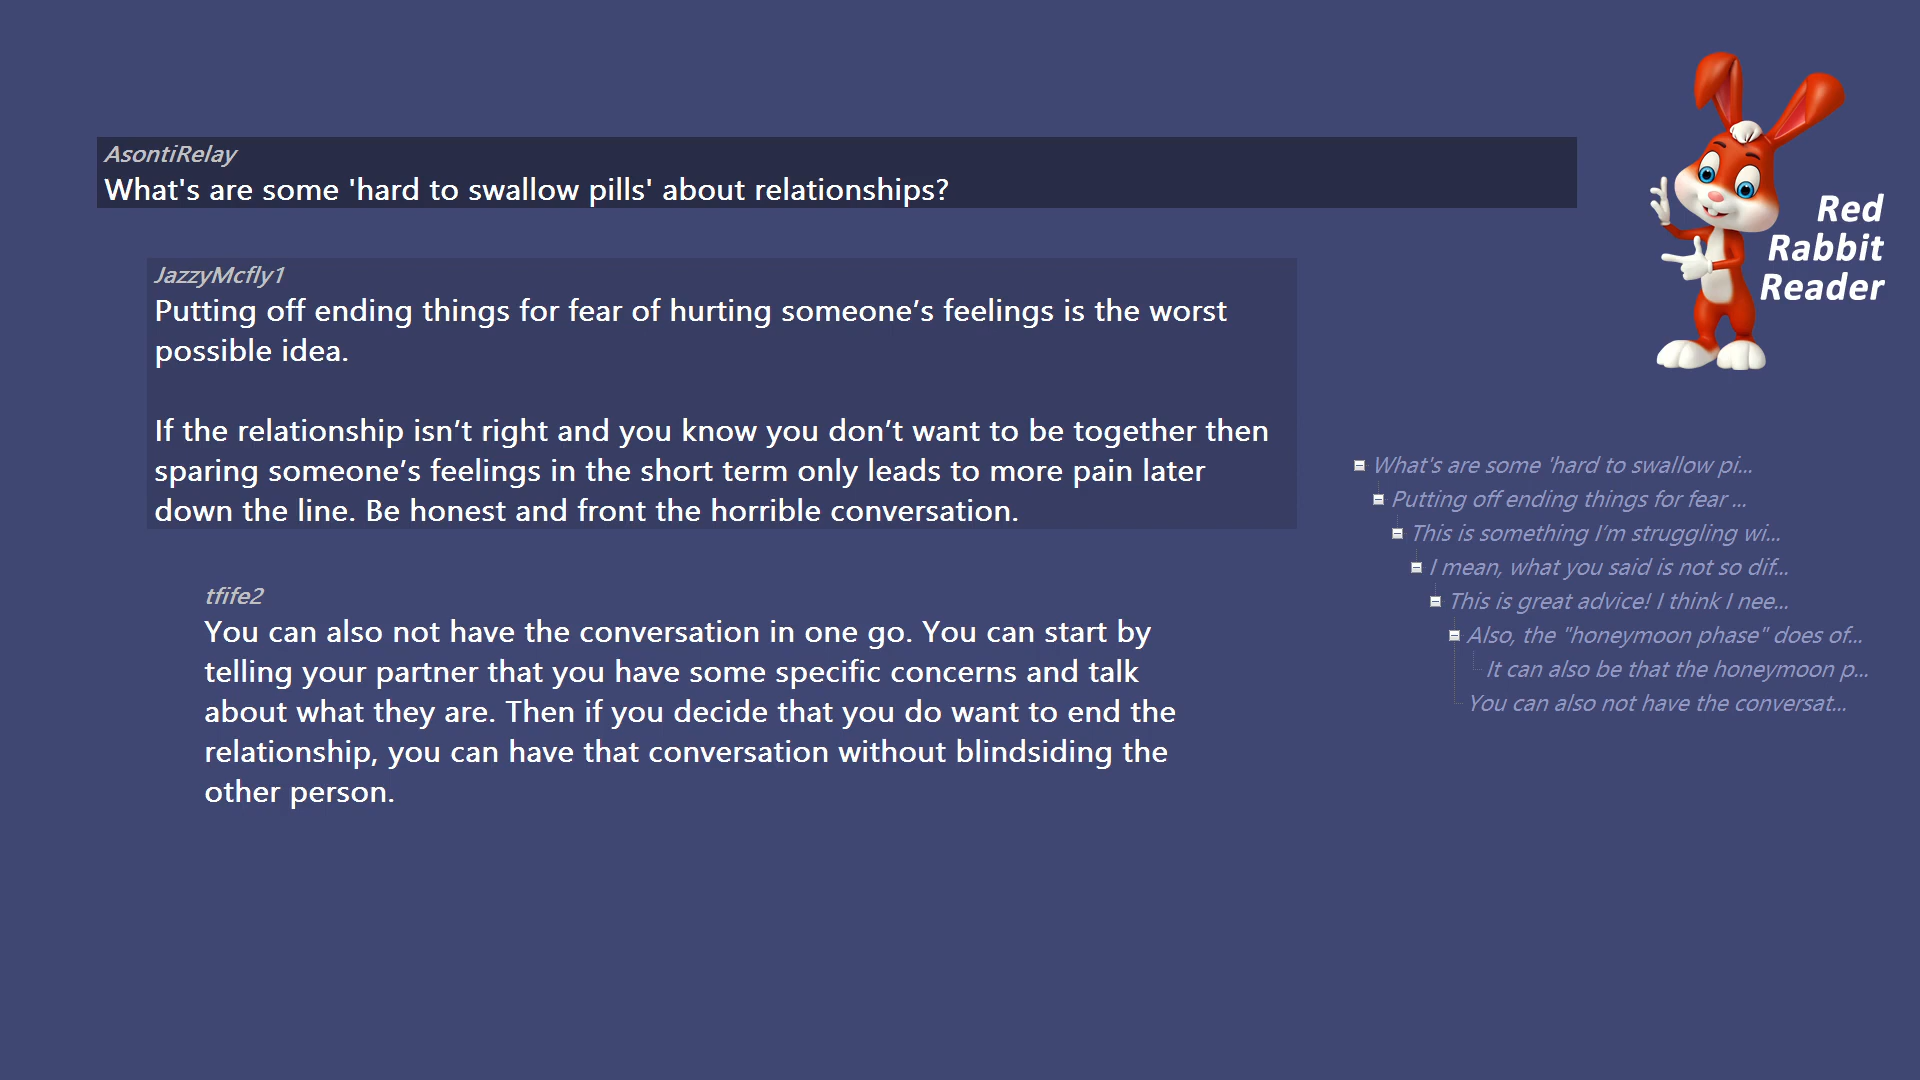 AsontiRelay
What's are some 'hard to swallow pills' about relationships?
JazzyMcfly1
Putting off ending things for fear of hurting someone’s feelings is the worst
possible idea.
If the relationship isn’t right and you know you don’t want to be together then
sparing someone’s feelings in the short term only leads to more pain later
down the line. Be honest and front the horrible conversation.
tfife2
You can also not have the conversation in one go. You can start by
telling your partner that you have some specific concerns and talk
about what they are. Then if you decide that you do want to end the
relationship, you can have that conversation without blindsiding the
other person.
Red
Rabbit
Reader
What's are some 'hard to swallow pi...
Putting off ending things for fear ...
This is something I’m struggling wi...
I mean, what you said is not so dif...
This is great advice! I think I nee...
Also, the "honeymoon phase" does of...
It can also be that the honeymoon p...
You can also not have the conversat...